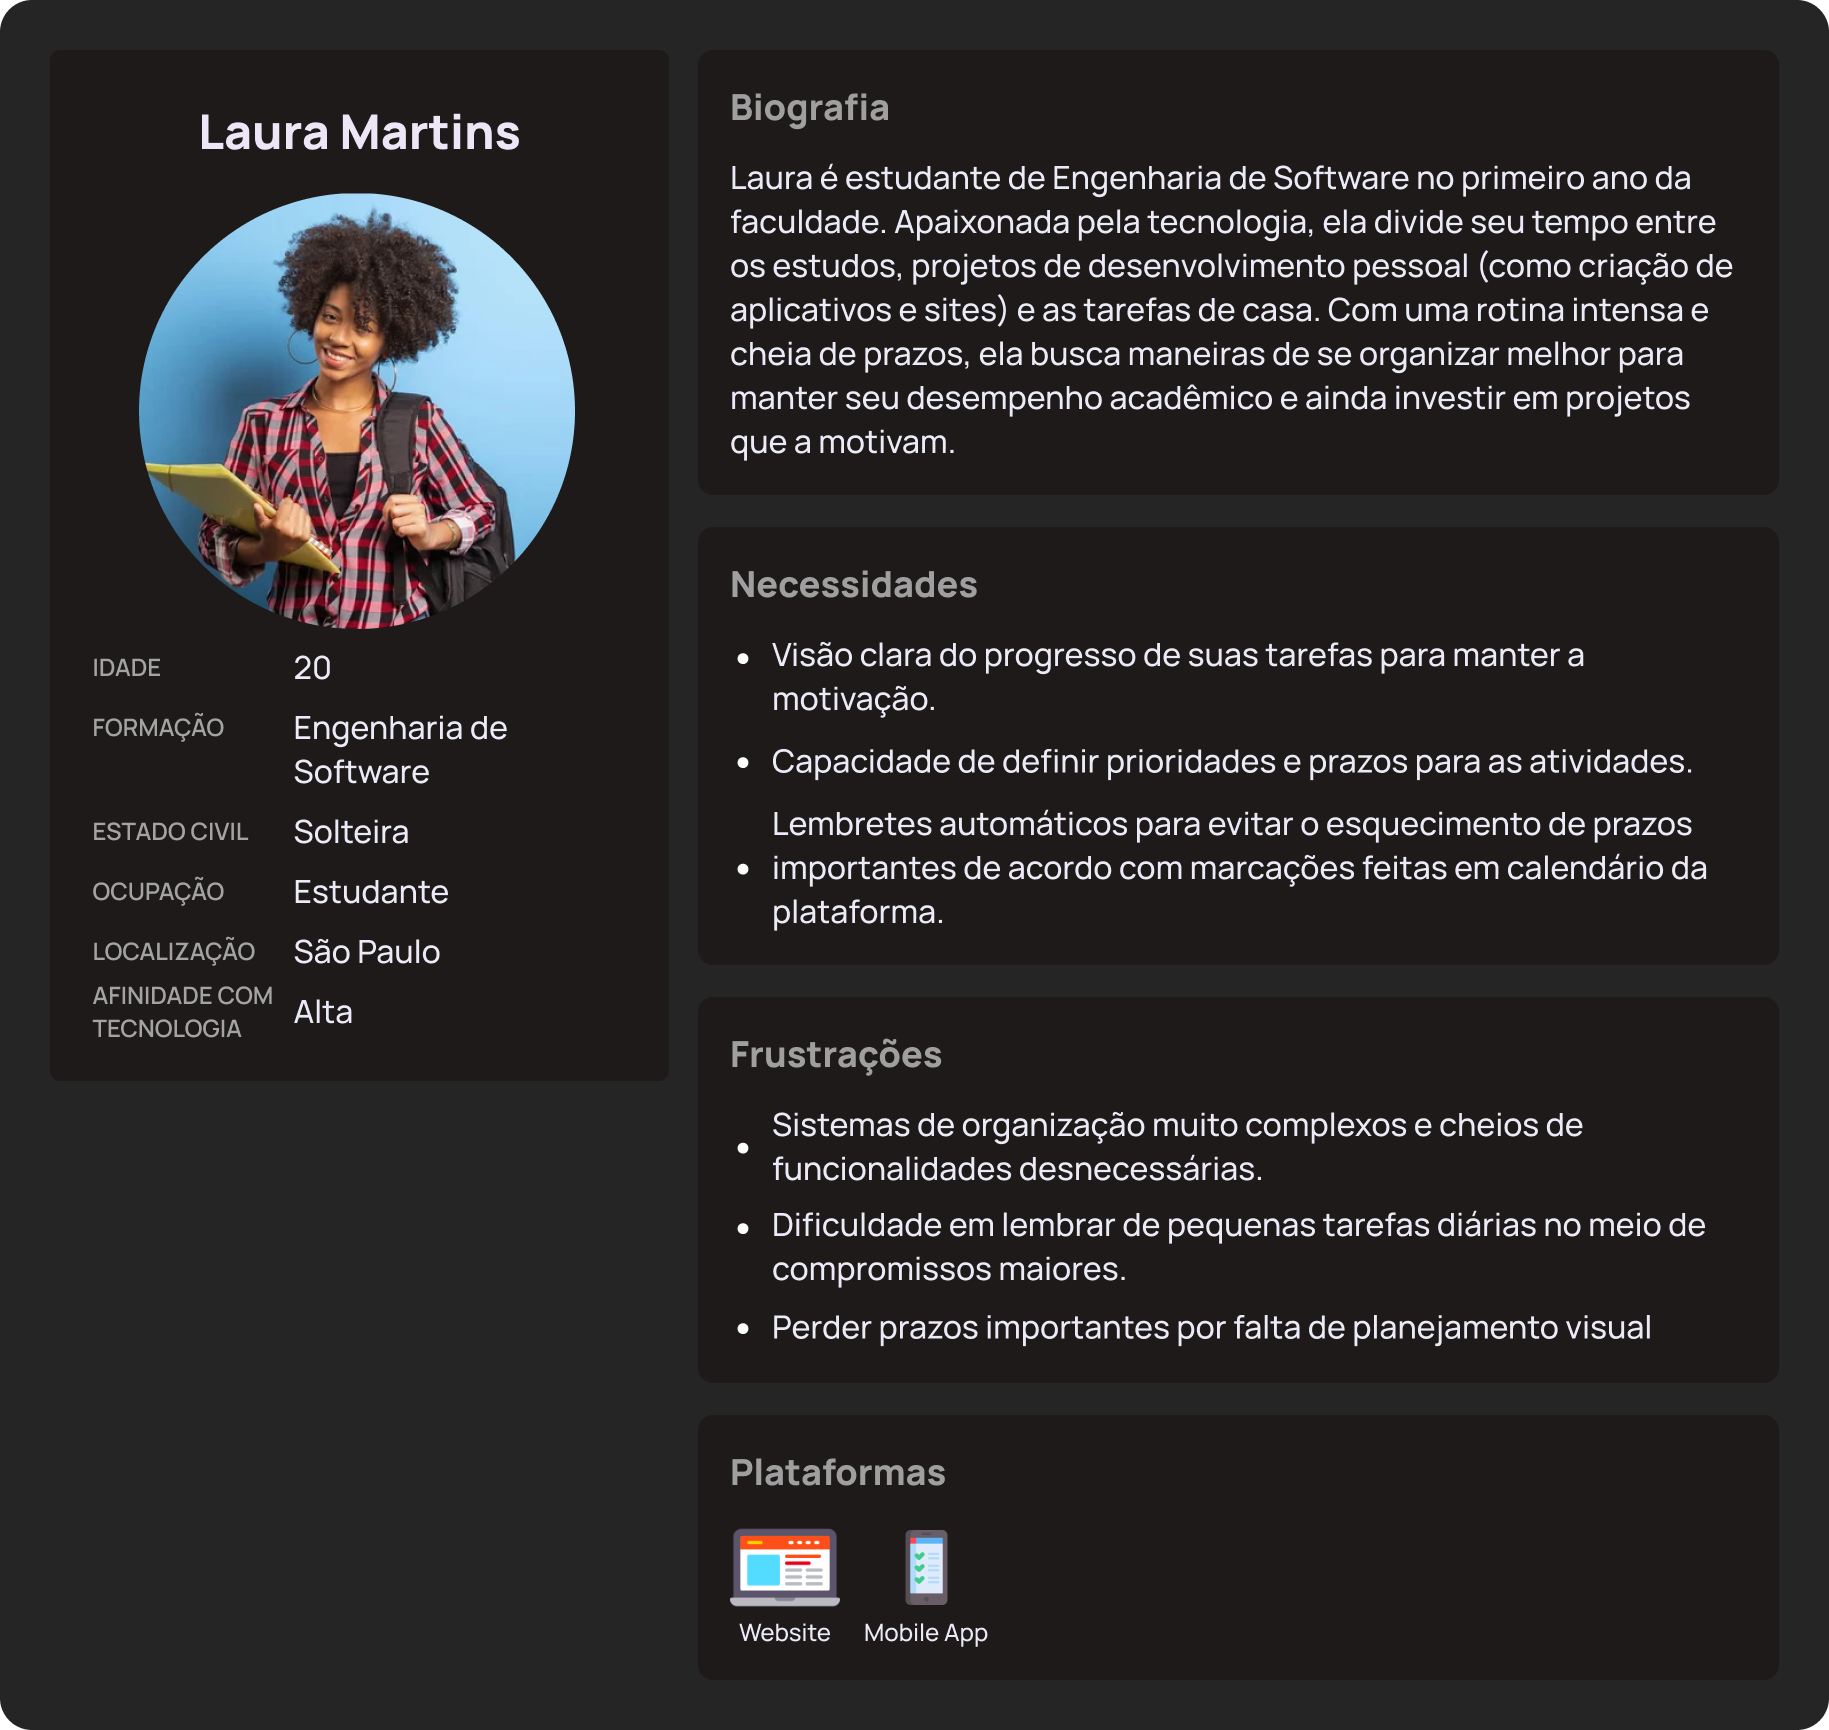 Laura Martins
IDADE 20
FORMAÇÃO Engenharia de
Software
ESTADO CIVIL Solteira
OCUPAÇÃO Estudante
LOCALIZAÇÃO São Paulo
AFINIDADE COM
TECNOLOGIA Alta
Biografia
Laura é estudante de Engenharia de Software no primeiro ano da
faculdade. Apaixonada pela tecnologia, ela divide seu tempo entre
os estudos, projetos de desenvolvimento pessoal (como criação de
aplicativos e sites) e as tarefas de casa. Com uma rotina intensa e
cheia de prazos, ela busca maneiras de se organizar melhor para
manter seu desempenho acadêmico e ainda investir em projetos
que a motivam.
Necessidades
• Visão clara do progresso de suas tarefas para manter a
motivação.
• Capacidade de definir prioridades e prazos para as atividades.
Lembretes automáticos para evitar o esquecimento de prazos
• importantes de acordo com marcações feitas em calendário da
plataforma.
Frustrações
• Sistemas de organização muito complexos e cheios de
funcionalidades desnecessárias.
• Dificuldade em lembrar de pequenas tarefas diárias no meio de
compromissos maiores.
• Perder prazos importantes por falta de planejamento visual
Plataformas
Website Mobile App